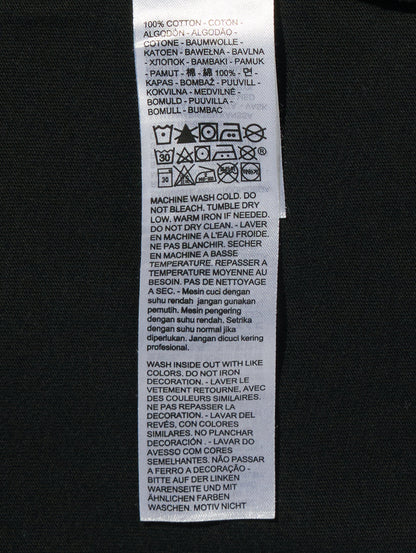 100% COTTON - COTON -
ALGODÓN - ALGODÃO -
COTONE - BAUMWOLLE -
KATOEN - BAWEŁNA - BAVLNA
- ХЛОПОК - BAMBAKI - PAMUK
- PAMUT - 棉 - 綿 100% - 면 -
KAPAS - BOMBAŽ - PUUVILL -
KOKVILNA - MEDVILNĖ -
BOMULD - PUUVILLA -
BOMULL - BUMBAC
30 ®
30
MACHINE WASH COLD. DO
NOT BLEACH. TUMBLE DRY
LOW. WARM IRON IF NEEDED.
DO NOT DRY CLEAN. - LAVER
EN MACHINE A L'EAU FROIDE.
NE PAS BLANCHIR. SECHER
EN MACHINE A BASSE
TEMPERATURE. REPASSER A
TEMPERATURE MOYENNE AU
BESOIN. PAS DE NETTOYAGE
A SEC. - Mesin cuci dengan
suhu rendah jangan gunakan
pemutih. Mesin pengering
dengan suhu rendah. Setrika
dengan suhu normal jika
diperlukan. Jangan dicuci kering
profesional.
WASH INSIDE OUT WITH LIKE
COLORS. DO NOT IRON
DECORATION. - LAVER LE
VETEMENT RETOURNE, AVEC
DES COULEURS SIMILAIRES.
NE PAS REPASSER LA
DECORATION. - LAVAR DEL
REVÉS, CON COLORES
SIMILARES. NO PLANCHAR
DECORACIÓN . - LAVAR DO
AVESSO COM CORES
SEMELHANTES. NÃO PASSAR
A FERRO A DECORAÇÃO -
BITTE AUF DER LINKEN
WARENSEITE UND MIT
ÄHNLICHEN FARBEN
WASCHEN. MOTIV NICHT